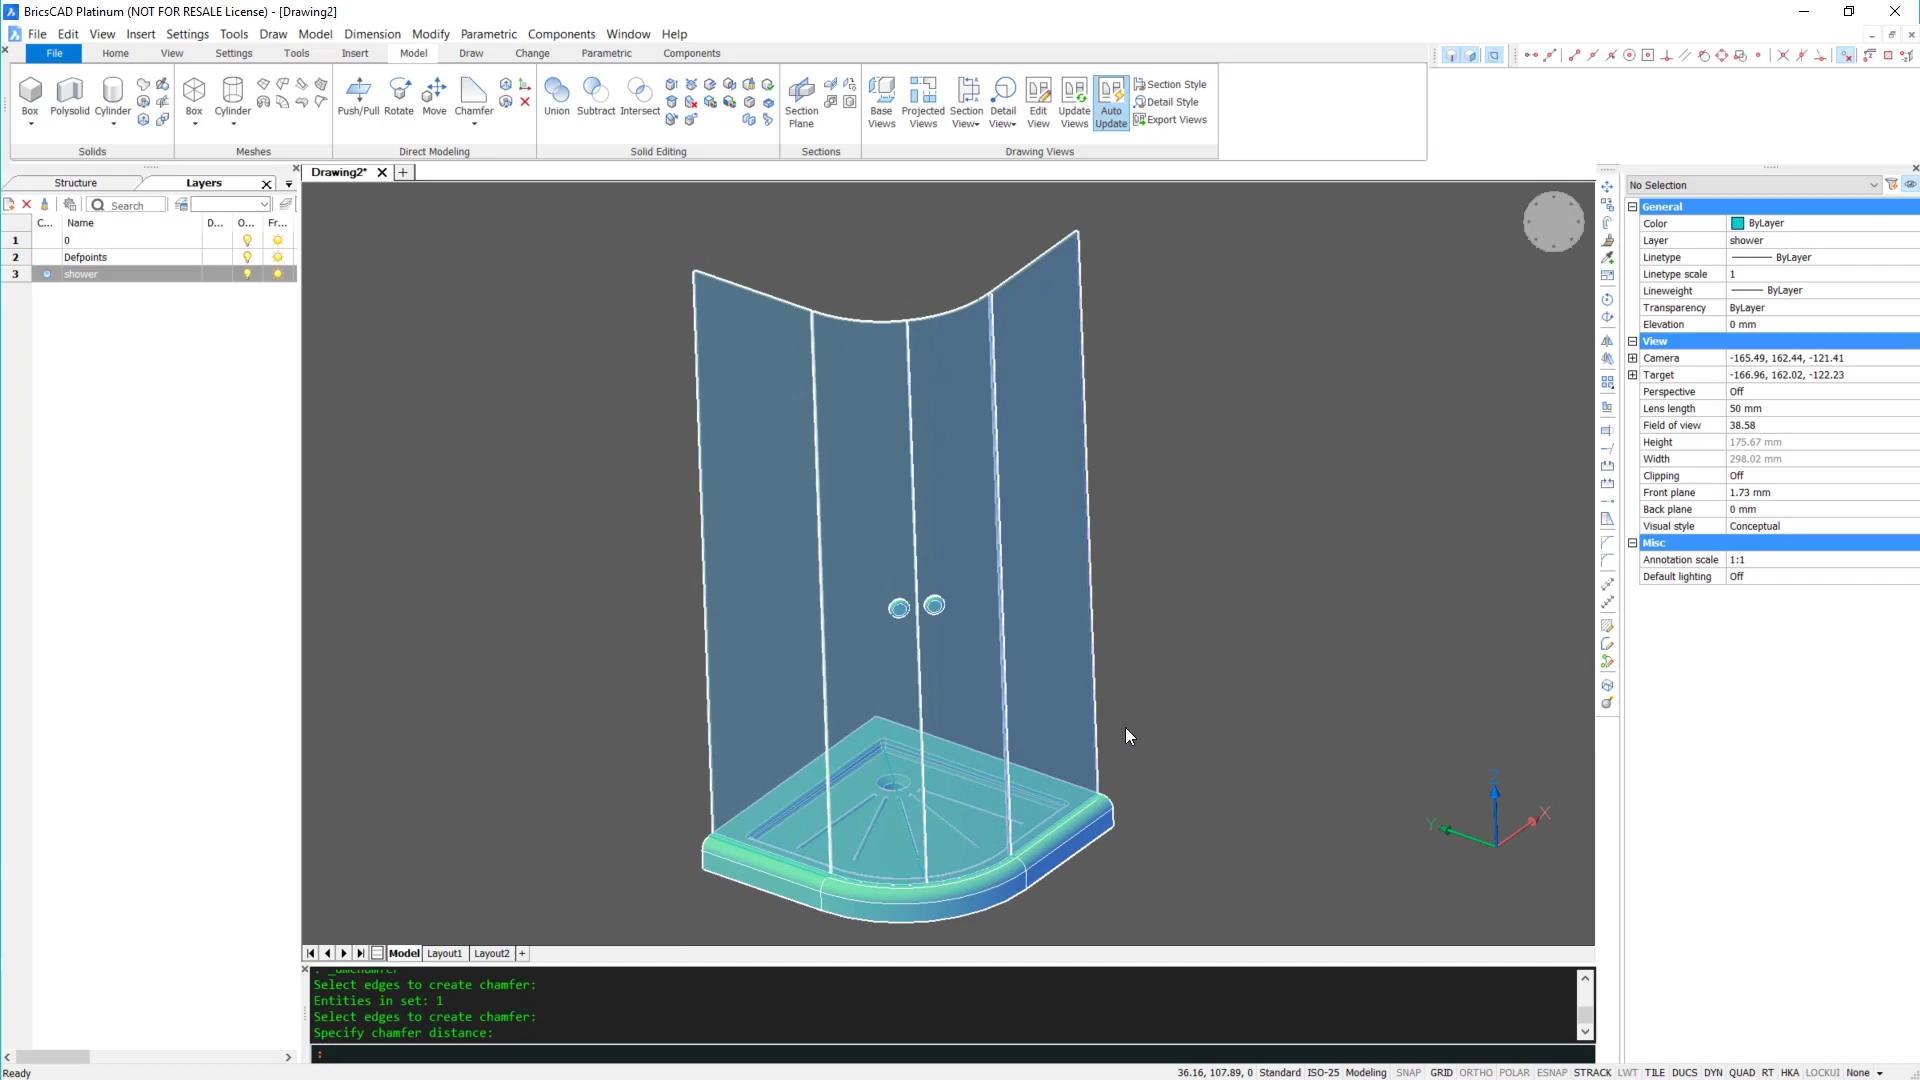 BricsCAD Platinum (NOT FOR RESALE License) - [Drawing2]
File Edit View Insert Settings Tools Draw Model Dimension Modify Parametric Components Window Help
File Home View Settings Tools Insert Model Draw Change Parametric Components
Box Polysolid Cylinder Box Cylinder Push/Pull Rotate Move Chamfer Union Subtract Intersect Section Plane Base Views Projected Views Section View Detail View Edit View Update Views Auto Update Section Style
Detail Style
Export Views
Solids Meshes Direct Modeling Solid Editing Sections Drawing Views
Structure Layers
Drawing2*
Search
C... Name D... O... Fr...
1 0
2 Defpoints
3 shower
No Selection
General
Color ByLayer
Layer shower
Linetype ByLayer
Linetype scale 1
Lineweight ByLayer
Transparency ByLayer
Elevation 0 mm
View
Camera -165.49, 162.44, -121.41
Target -166.96, 162.02, -122.23
Perspective Off
Lens length 50 mm
Field of view 38.58
Height 175.67 mm
Width 298.02 mm
Clipping Off
Front plane 1.73 mm
Back plane 0 mm
Visual style Conceptual
Misc
Annotation scale 1:1
Default lighting Off
Z
Y X
Model Layout1 Layout2 +
Select edges to create chamfer:
Entities in set: 1
Select edges to create chamfer:
Specify chamfer distance:
:
Ready 36.16, 107.89, 0 Standard ISO-25 Modeling SNAP GRID ORTHO POLAR ESNAP STRACK LWT TILE DUCS DYN QUAD RT HKA LOCKUI None